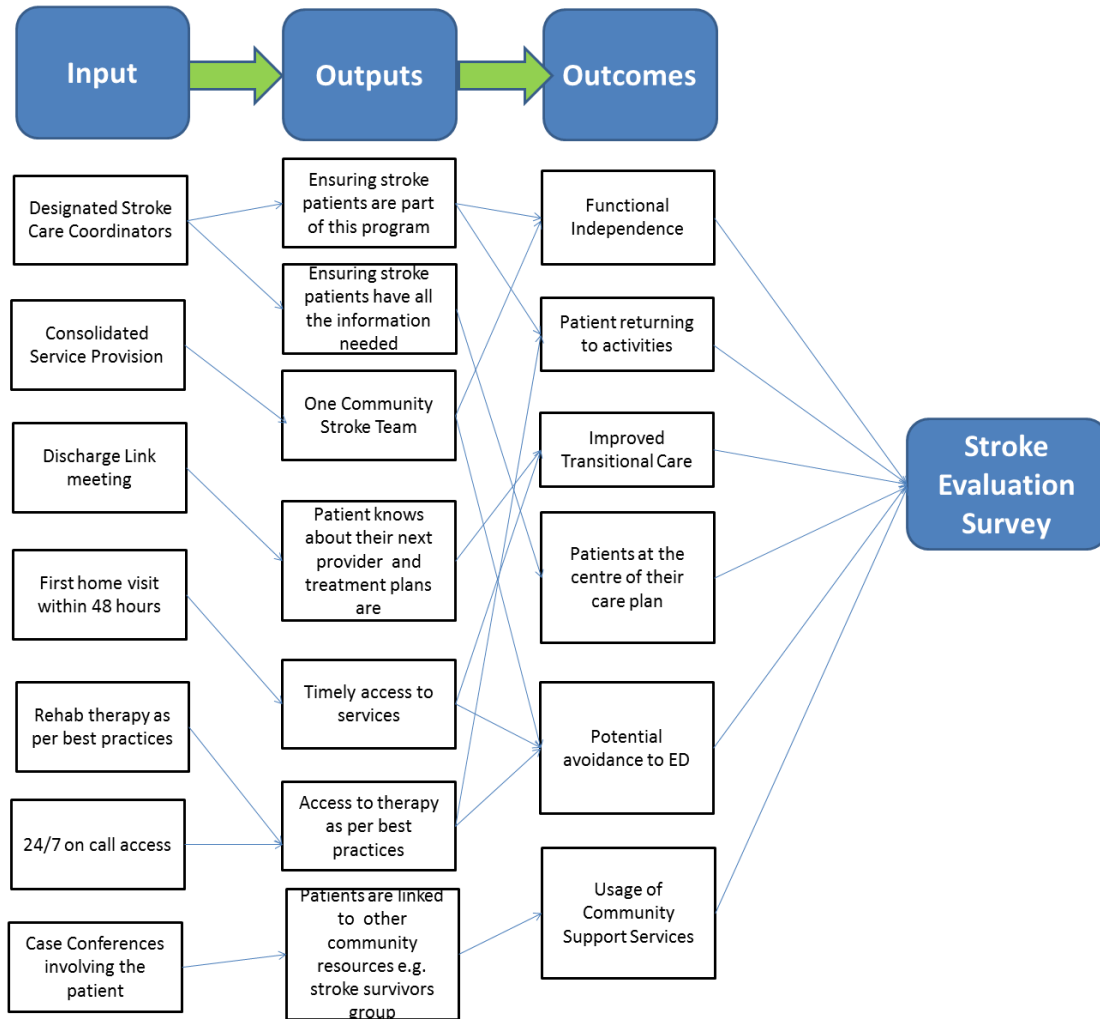 Input
Outputs
Outcomes
Designated Stroke
Care Coordinators
Consolidated
Service Provision
Discharge Link
meeting
First home visit
within 48 hours
Rehab therapy as
per best practices
24/7 on call access
Case Conferences
involving the
patient
Ensuring stroke
patients are part
of this program
Ensuring stroke
patients have all
the information
needed
One Community
Stroke Team
Patient knows
about their next
provider and
treatment plans
are
Timely access to
services
Access to therapy
as per best
practices
Patients are linked
to other
community
resources e.g.
stroke survivors
group
Functional
Independence
Patient returning
to activities
Improved
Transitional Care
Patients at the
centre of their
care plan
Potential
avoidance to ED
Usage of
Community
Support Services
Stroke
Evaluation
Survey